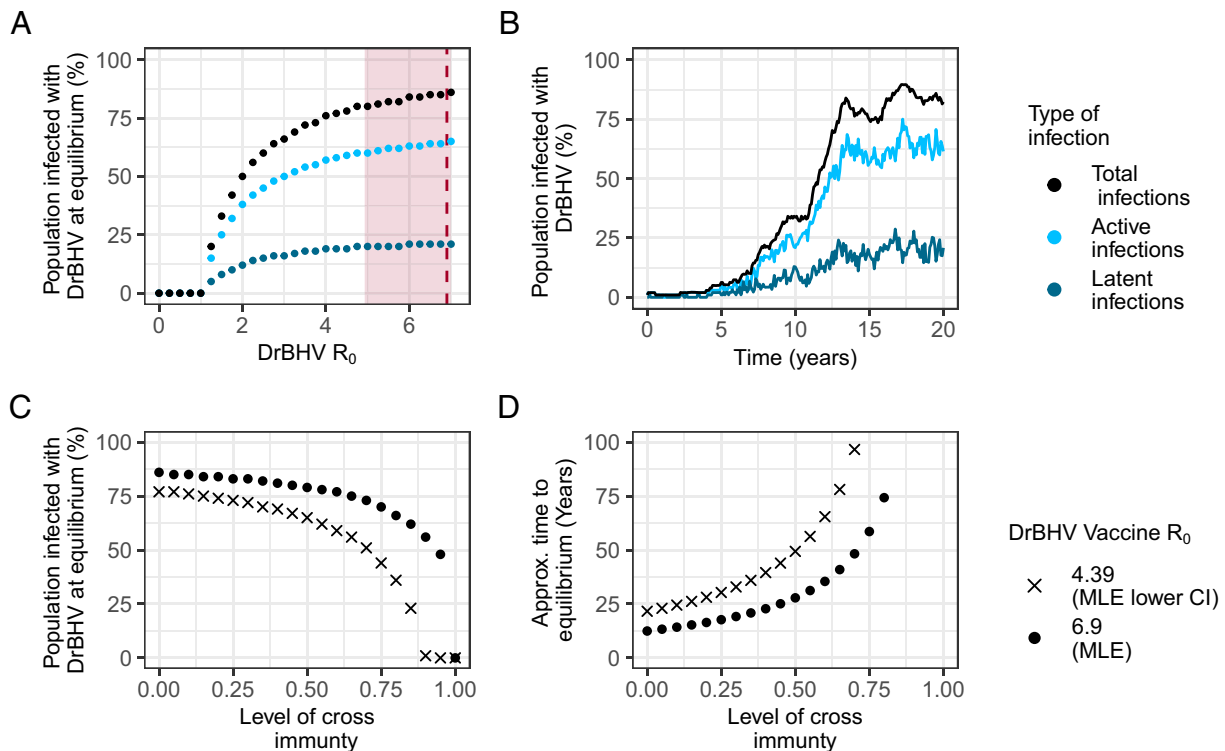 A
Population infected with
DrBHV at equilibrium (%)
100
75
50
25
0
0
2
4
6
DrBHV R₀
B
Population infected with
DrBHV (%)
100
75
50
25
0
0
5
10
15
20
Time (years)
Type of
infection
Total
infections
Active
infections
Latent
infections
C
Population infected with
DrBHV at equilibrium (%)
100
75
50
25
0
0.00
0.25
0.50
0.75
1.00
Level of cross
immunty
D
Approx. time to
equilibrium (Years)
100
75
50
25
0
0.00
0.25
0.50
0.75
1.00
Level of cross
immunty
DrBHV Vaccine R₀
4.39
(MLE lower CI)
6.9
(MLE)